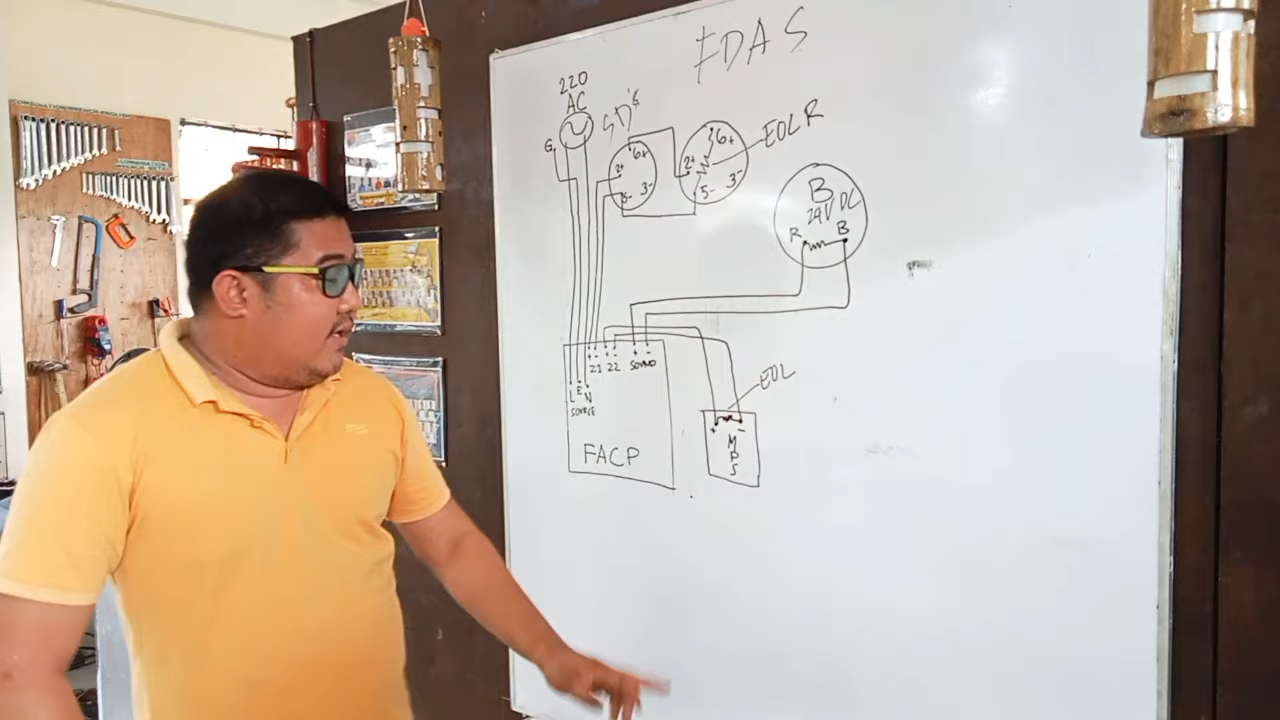 FDAS
220
AC
G
SD's
6+
2+
3-
5-
6+
2+
3-
5-
EOLR
B
24V DC
R B
+ - + - + -
Z1 Z2 SOUND
L E N
SOURCE
FACP
EOL
+ -
MPS